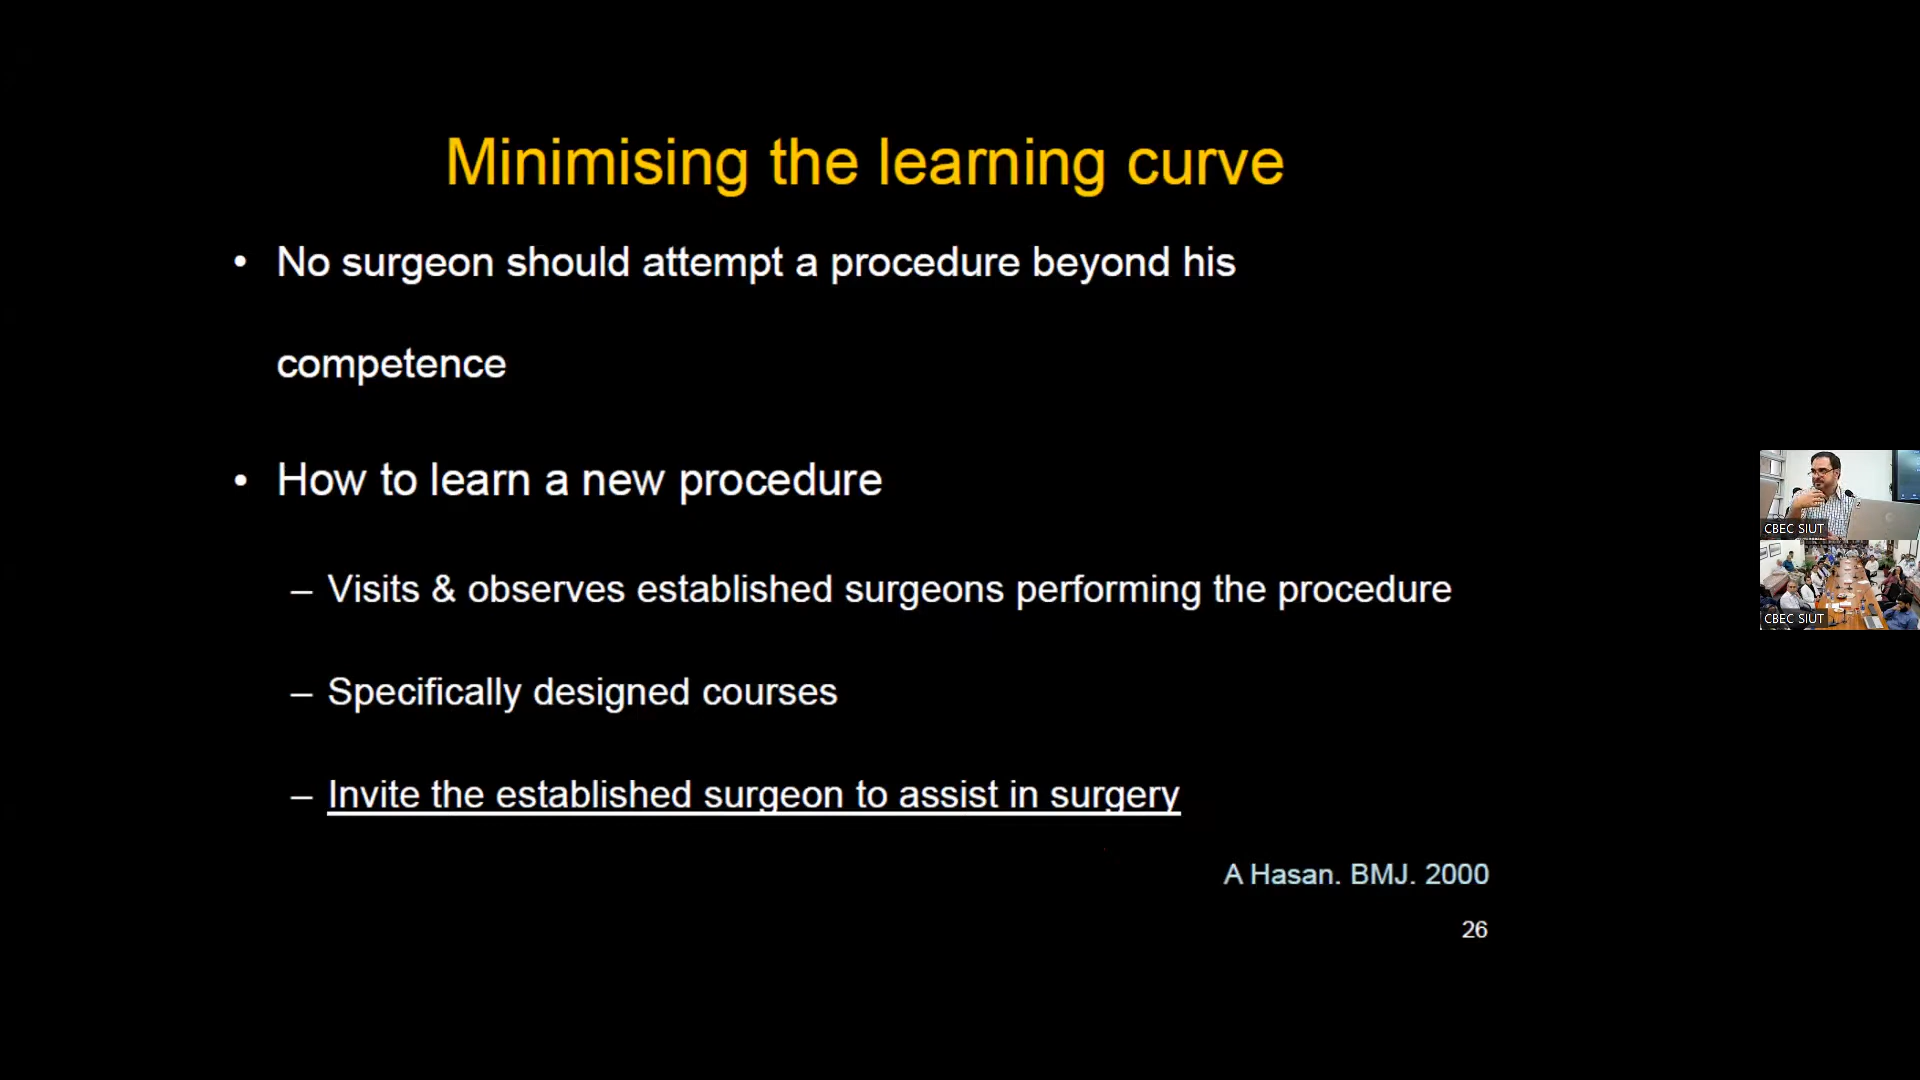 Minimising the learning curve
• No surgeon should attempt a procedure beyond his
competence
• How to learn a new procedure
– Visits & observes established surgeons performing the procedure
– Specifically designed courses
– Invite the established surgeon to assist in surgery
A Hasan. BMJ. 2000
26
CBEC SIUT
CBEC SIUT